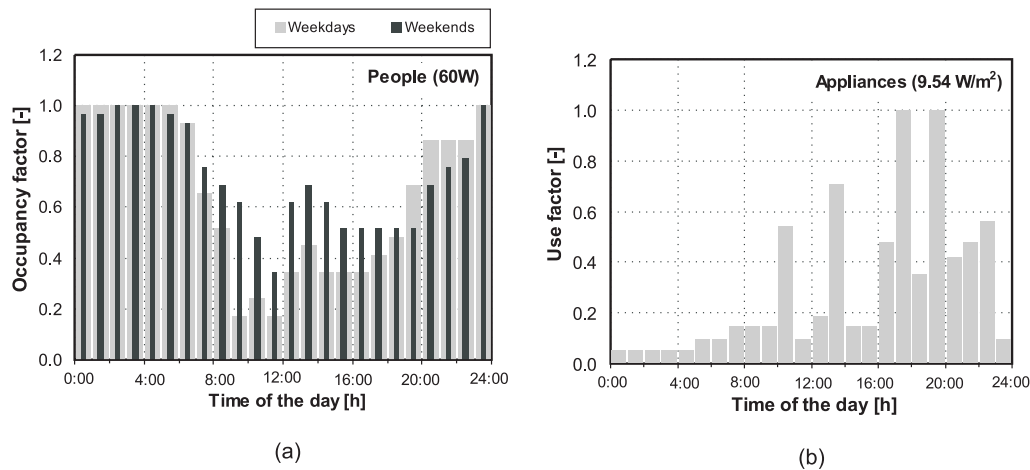 Weekdays Weekends
People (60W)
Occupancy factor [-]
1.2
1.0
0.8
0.6
0.4
0.2
0.0
0:00 4:00 8:00 12:00 16:00 20:00 24:00
Time of the day [h]
(a)
Appliances (9.54 W/m²)
Use factor [-]
1.2
1.0
0.8
0.6
0.4
0.2
0.0
0:00 4:00 8:00 12:00 16:00 20:00 24:00
Time of the day [h]
(b)